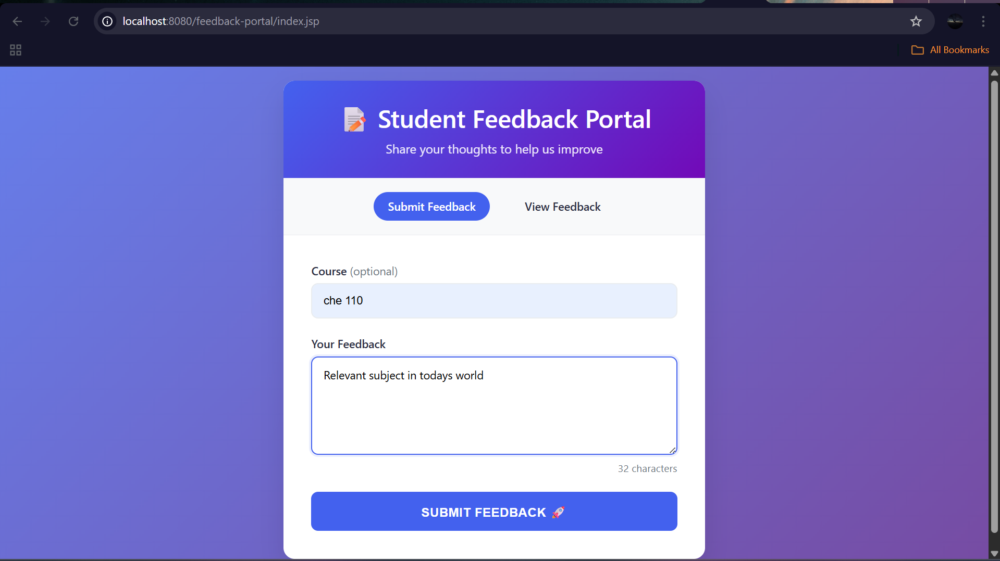 localhost:8080/feedback-portal/index.jsp
All Bookmarks
Student Feedback Portal
Share your thoughts to help us improve
Submit Feedback View Feedback
Course (optional)
che 110
Your Feedback
Relevant subject in todays world
32 characters
SUBMIT FEEDBACK 🚀